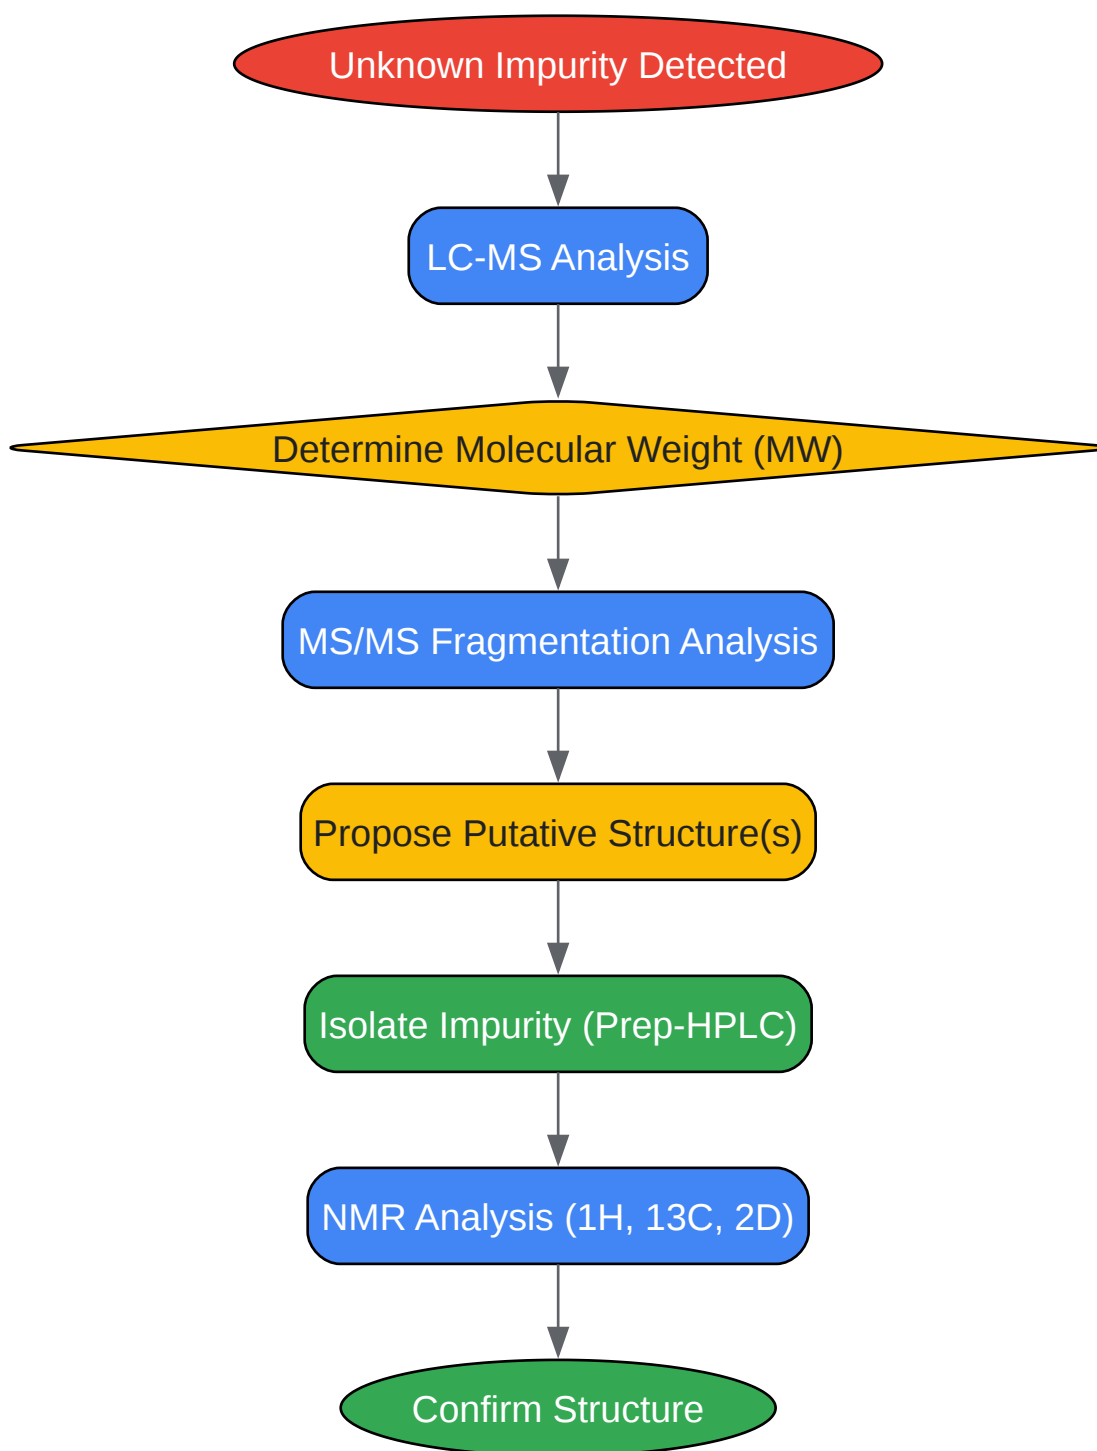 Unknown Impurity Detected
LC-MS Analysis
Determine Molecular Weight (MW)
MS/MS Fragmentation Analysis
Propose Putative Structure(s)
Isolate Impurity (Prep-HPLC)
NMR Analysis (1H, 13C, 2D)
Confirm Structure